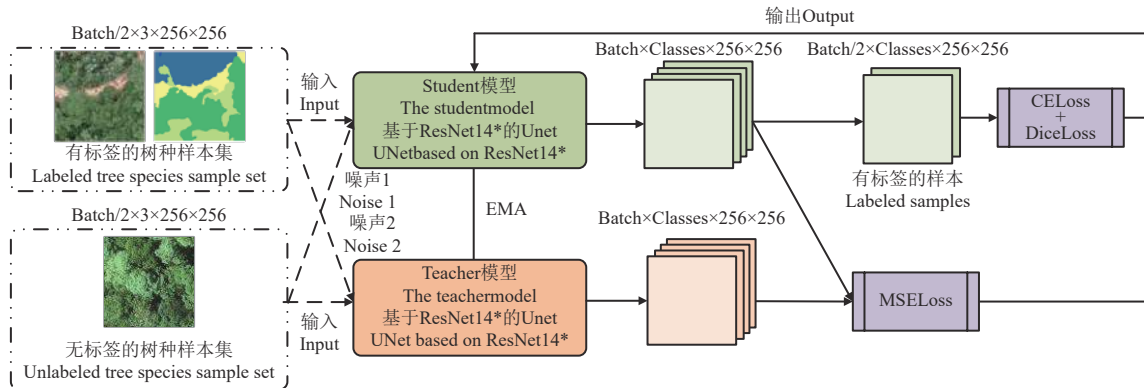 输出Output
Batch/2×3×256×256
有标签的树种样本集
Labeled tree species sample set
输入
Input
Student模型
The studentmodel
基于ResNet14*的Unet
UNetbased on ResNet14*
Batch×Classes×256×256
Batch/2×Classes×256×256
有标签的样本
Labeled samples
CELoss
+
DiceLoss
噪声1
Noise 1
噪声2
Noise 2
EMA
Batch/2×3×256×256
无标签的树种样本集
Unlabeled tree species sample set
输入
Input
Teacher模型
The teachermodel
基于ResNet14*的Unet
UNet based on ResNet14*
Batch×Classes×256×256
MSELoss